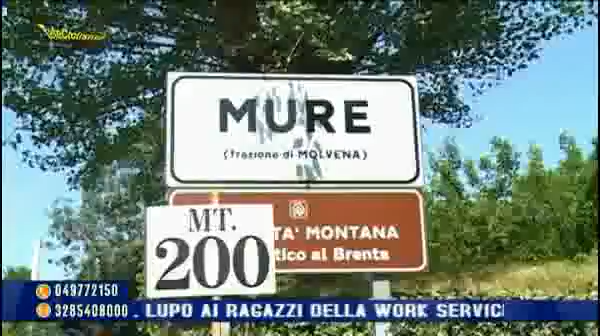 MURE
(frazione di MOLVENA)
TA' MONTANA
tico al Brenta
MT.
200
049772150
3285408000
. LUPO AI RAGAZZI DELLA WORK SERVIC